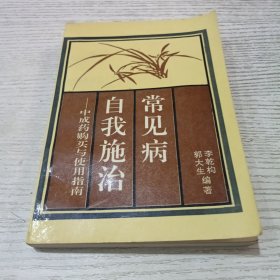 常见病
自我施治
——中成药购买与使用指南
李乾构
郭大生编著